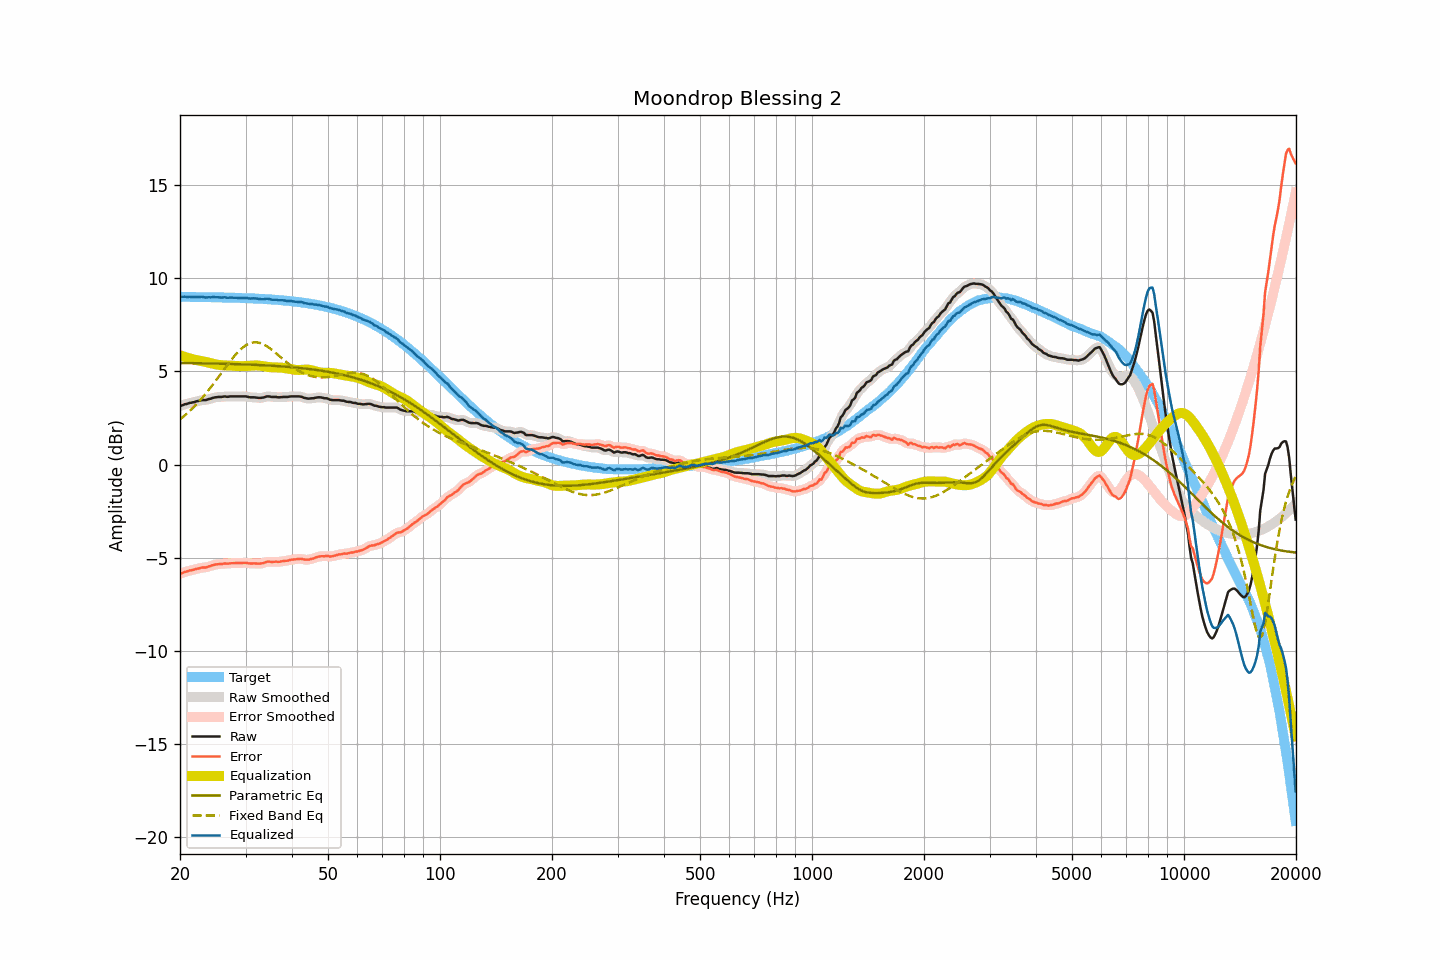 Moondrop Blessing 2
Amplitude (dBr)
15
10
5
0
−5
−10
−15
−20
Target
Raw Smoothed
Error Smoothed
Raw
Error
Equalization
Parametric Eq
Fixed Band Eq
Equalized
20 50 100 200 500 1000 2000 5000 10000 20000
Frequency (Hz)